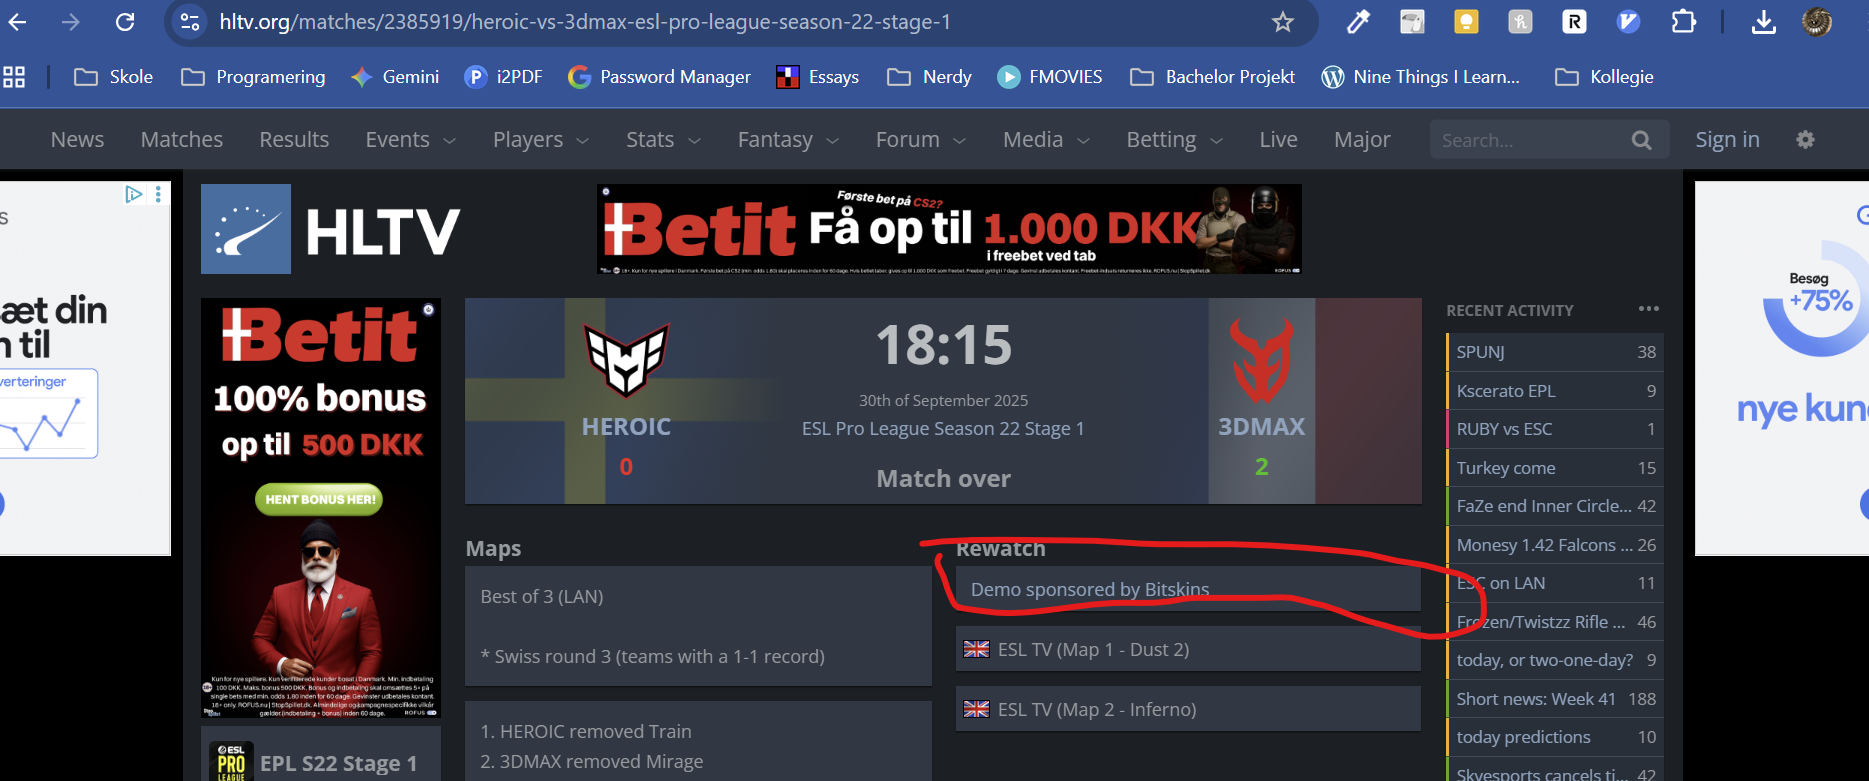 hltv.org/matches/2385919/heroic-vs-3dmax-esl-pro-league-season-22-stage-1
Skole Programering Gemini i2PDF Password Manager Essays Nerdy FMOVIES Bachelor Projekt Nine Things I Learn... Kollegie
News Matches Results Events Players Stats Fantasy Forum Media Betting Live Major Search... Sign in
HLTV
Første bet på CS2?
Betit Få op til 1.000 DKK
i freebet ved tab
s
sæt din
n til
verteringer
Betit
100% bonus
op til 500 DKK
HENT BONUS HER!
EPL S22 Stage 1
ESL
PRO
LEAGUE
18:15
30th of September 2025
ESL Pro League Season 22 Stage 1
HEROIC
0
3DMAX
2
Match over
Maps
Best of 3 (LAN)
* Swiss round 3 (teams with a 1-1 record)
1. HEROIC removed Train
2. 3DMAX removed Mirage
Rewatch
Demo sponsored by Bitskins
ESL TV (Map 1 - Dust 2)
ESL TV (Map 2 - Inferno)
RECENT ACTIVITY
SPUNJ 38
Kscerato EPL 9
RUBY vs ESC 1
Turkey come 15
FaZe end Inner Circle... 42
Monesy 1.42 Falcons ... 26
ESC on LAN 11
Frozen/Twistzz Rifle ... 46
today, or two-one-day? 9
Short news: Week 41 188
today predictions 10
Skyesports cancels ti... 42
Besøg
+75%
nye kun